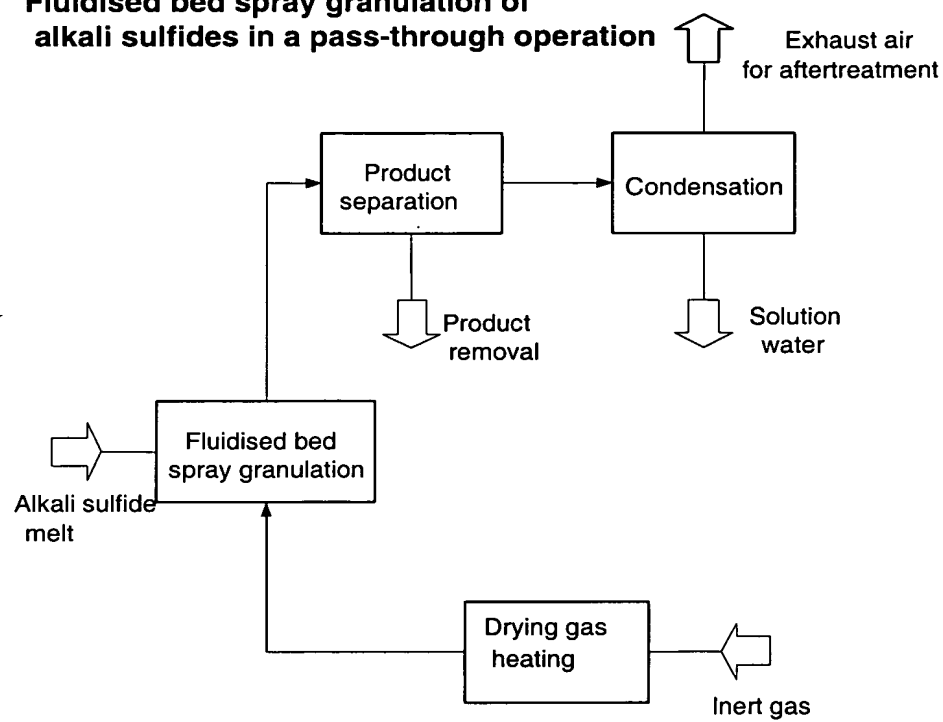 Fluidised bed spray granulation of
alkali sulfides in a pass-through operation
Exhaust air
for aftertreatment
Product
separation
Condensation
Product
removal
Solution
water
Fluidised bed
spray granulation
Alkali sulfide
melt
Drying gas
heating
Inert gas